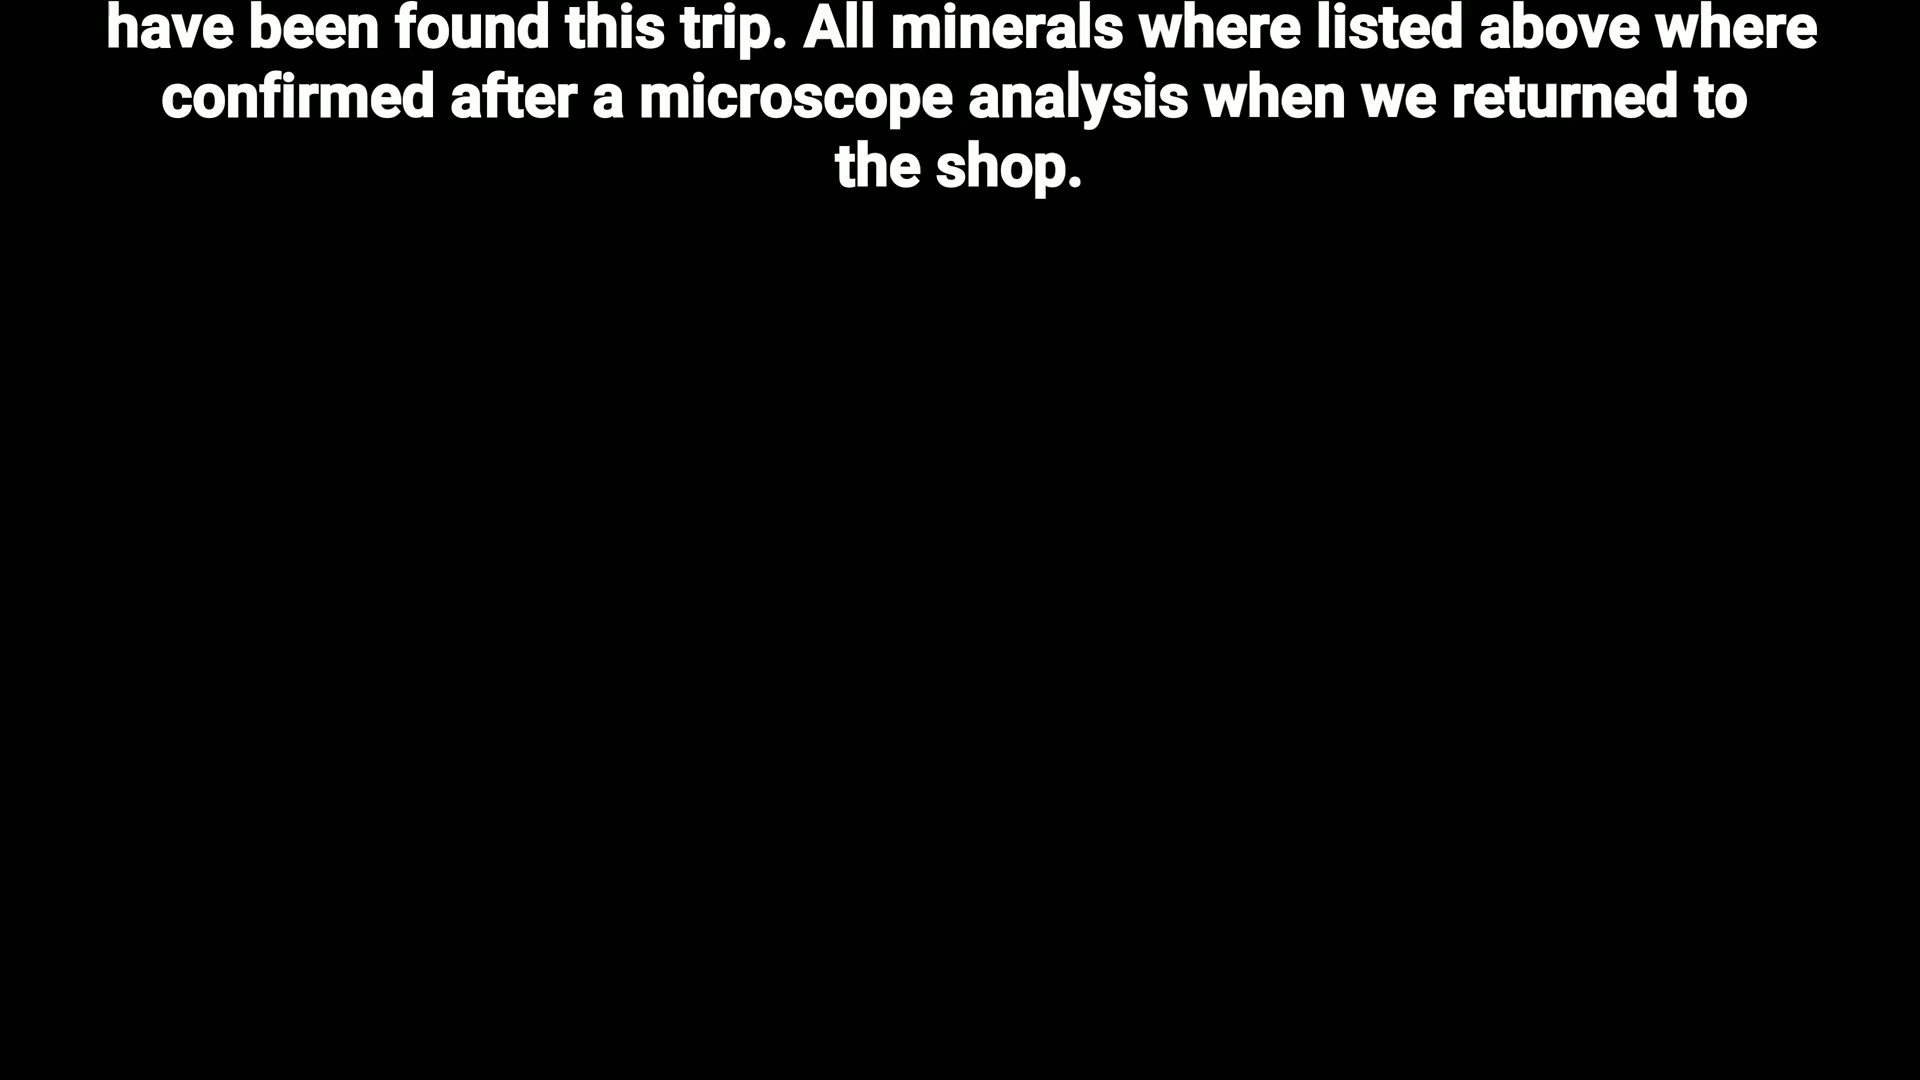 have been found this trip. All minerals where listed above where
confirmed after a microscope analysis when we returned to
the shop.